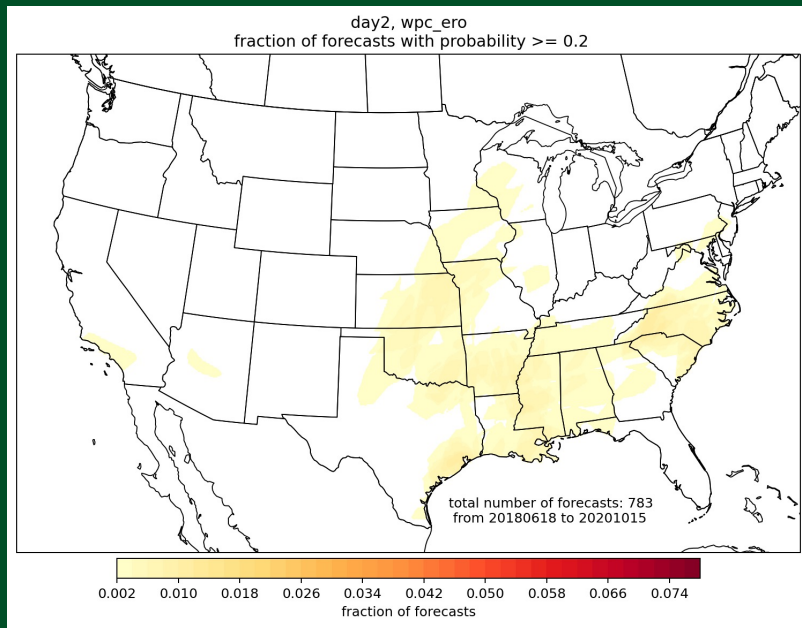 day2, wpc_ero
fraction of forecasts with probability >= 0.2
total number of forecasts: 783
from 20180618 to 20201015
0.002 0.010 0.018 0.026 0.034 0.042 0.050 0.058 0.066 0.074
fraction of forecasts